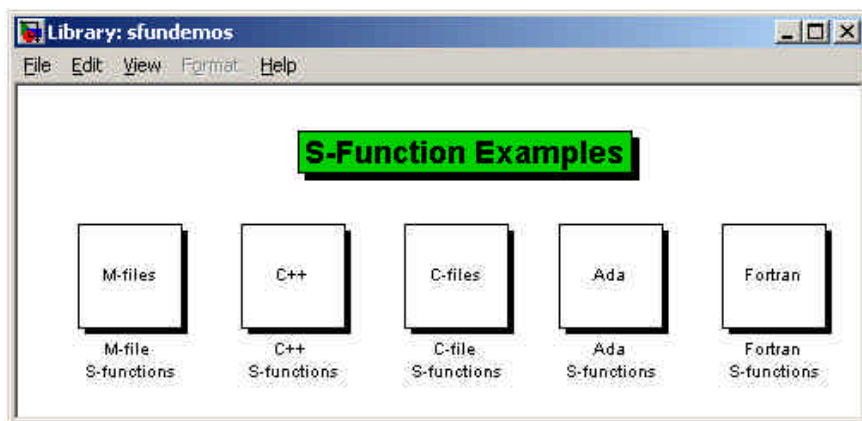 Library: sfundemos
File Edit View Format Help
S-Function Examples
M-files C++ C-files Ada Fortran
M-file C++ C-file Ada Fortran
S-functions S-functions S-functions S-functions S-functions